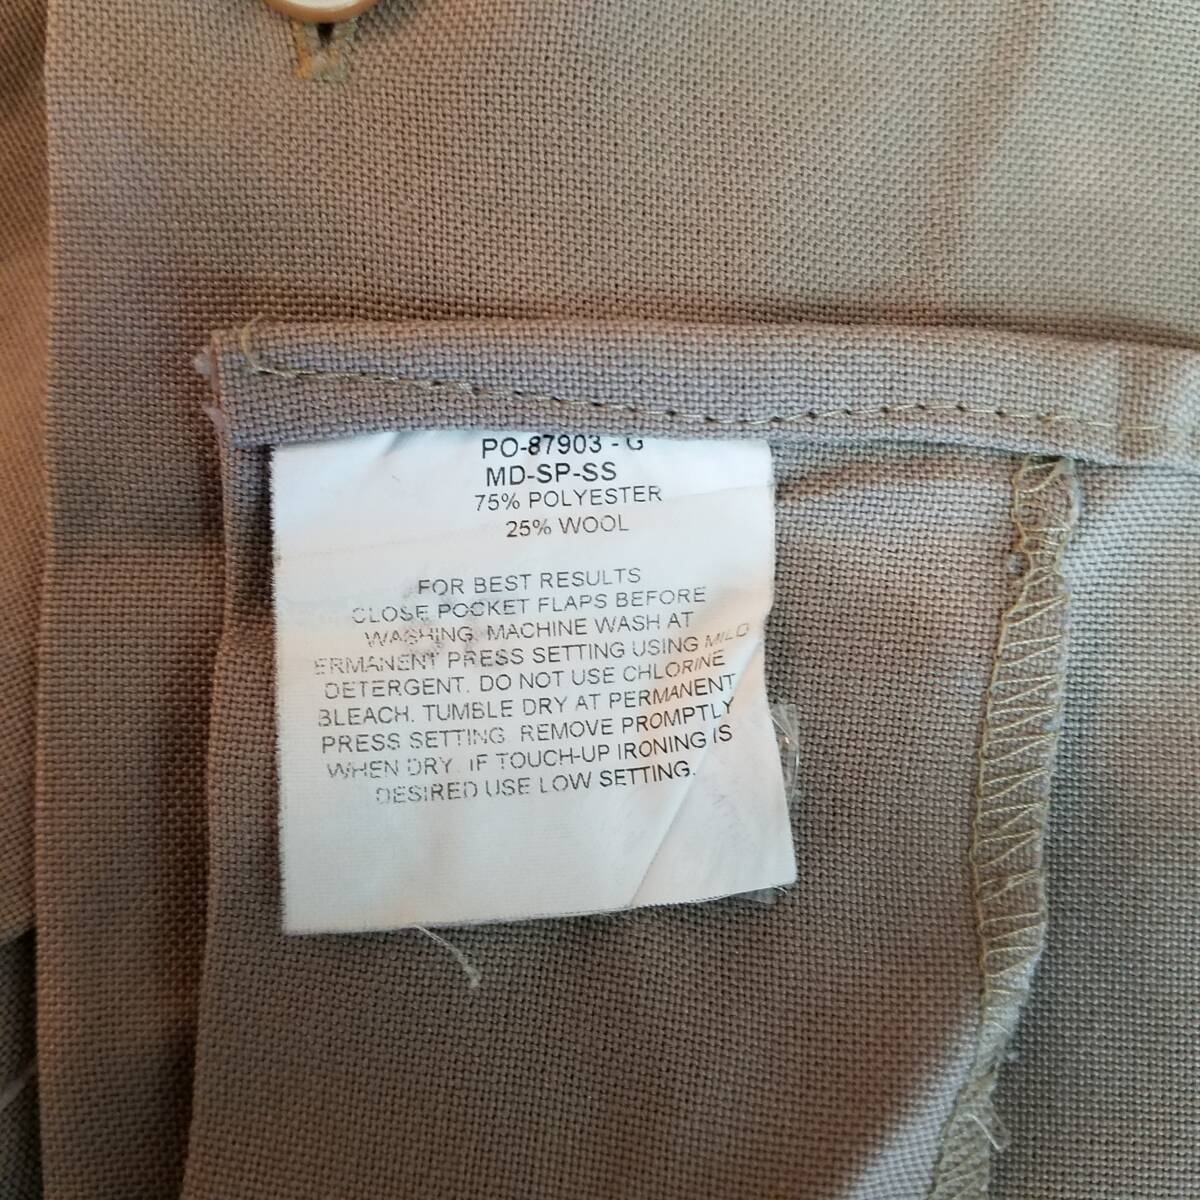 PO-87903 - G
MD-SP-SS
75% POLYESTER
25% WOOL
FOR BEST RESULTS
CLOSE POCKET FLAPS BEFORE
WASHING. MACHINE WASH AT
ERMANENT PRESS SETTING USING MILD
DETERGENT. DO NOT USE CHLORINE
BLEACH. TUMBLE DRY AT PERMANENT
PRESS SETTING. REMOVE PROMPTLY
WHEN DRY. IF TOUCH-UP IRONING IS
DESIRED USE LOW SETTING.